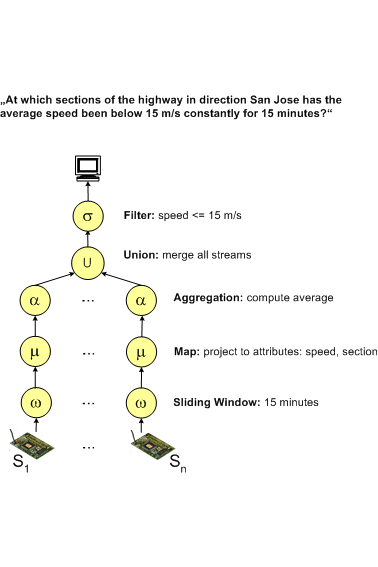 „At which sections of the highway in direction San Jose has the
average speed been below 15 m/s constantly for 15 minutes?“
σ Filter: speed <= 15 m/s
U Union: merge all streams
α ... α Aggregation: compute average
μ ... μ Map: project to attributes: speed, section
ω ... ω Sliding Window: 15 minutes
S1 ... Sn